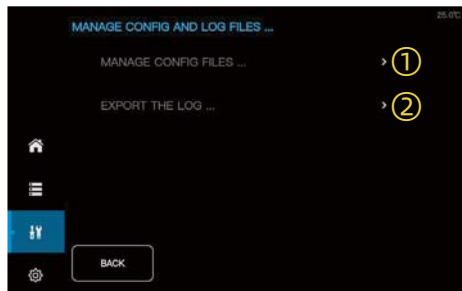 25.0℃
MANAGE CONFIG AND LOG FILES ...
MANAGE CONFIG FILES ... > ①
EXPORT THE LOG ... > ②
BACK